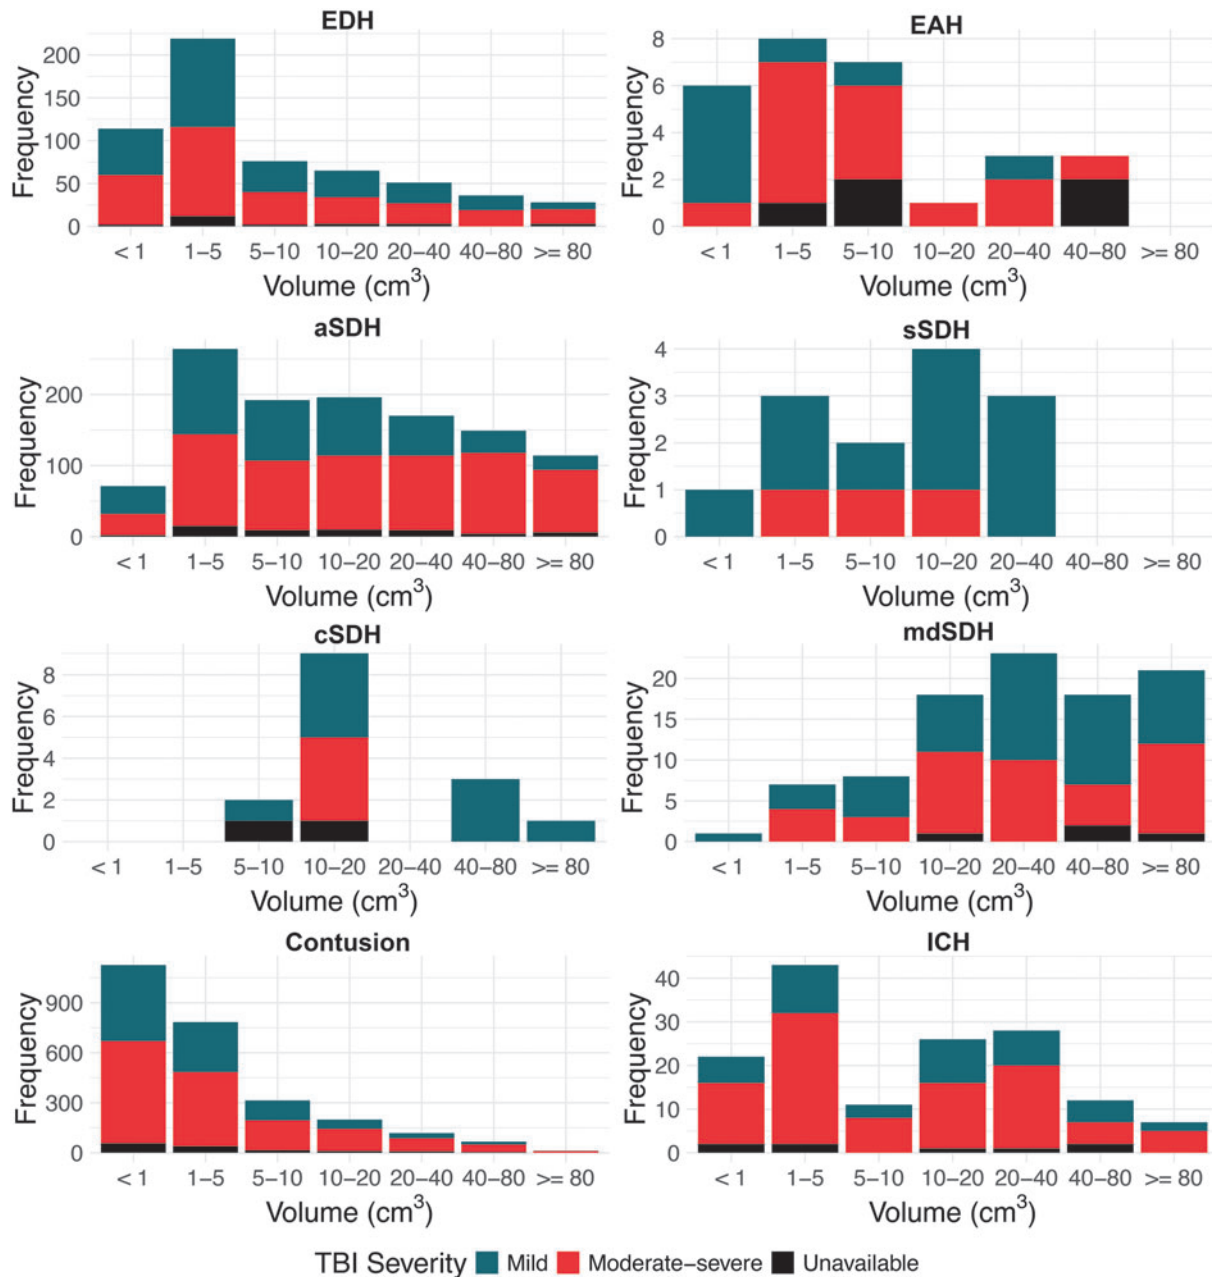 EDH
Frequency
200
150
100
50
0
< 1 1–5 5–10 10–20 20–40 40–80 >= 80
Volume (cm³)
EAH
Frequency
8
6
4
2
0
< 1 1–5 5–10 10–20 20–40 40–80 >= 80
Volume (cm³)
aSDH
Frequency
200
100
0
< 1 1–5 5–10 10–20 20–40 40–80 >= 80
Volume (cm³)
sSDH
Frequency
4
3
2
1
0
< 1 1–5 5–10 10–20 20–40 40–80 >= 80
Volume (cm³)
cSDH
Frequency
8
6
4
2
0
< 1 1–5 5–10 10–20 20–40 40–80 >= 80
Volume (cm³)
mdSDH
Frequency
20
15
10
5
0
< 1 1–5 5–10 10–20 20–40 40–80 >= 80
Volume (cm³)
Contusion
Frequency
900
600
300
0
< 1 1–5 5–10 10–20 20–40 40–80 >= 80
Volume (cm³)
ICH
Frequency
40
30
20
10
0
< 1 1–5 5–10 10–20 20–40 40–80 >= 80
Volume (cm³)
TBI Severity Mild Moderate–severe Unavailable